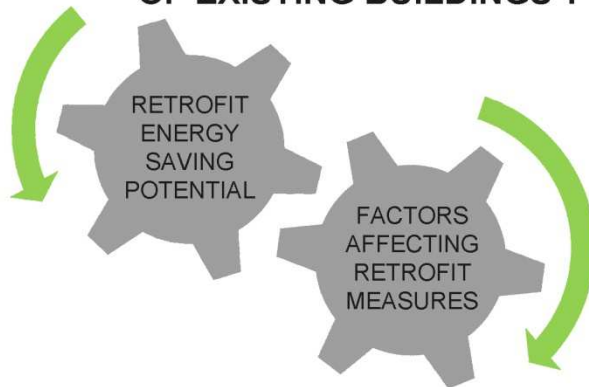 OF EXISTING BUILDINGS
RETROFIT
ENERGY
SAVING
POTENTIAL
FACTORS
AFFECTING
RETROFIT
MEASURES